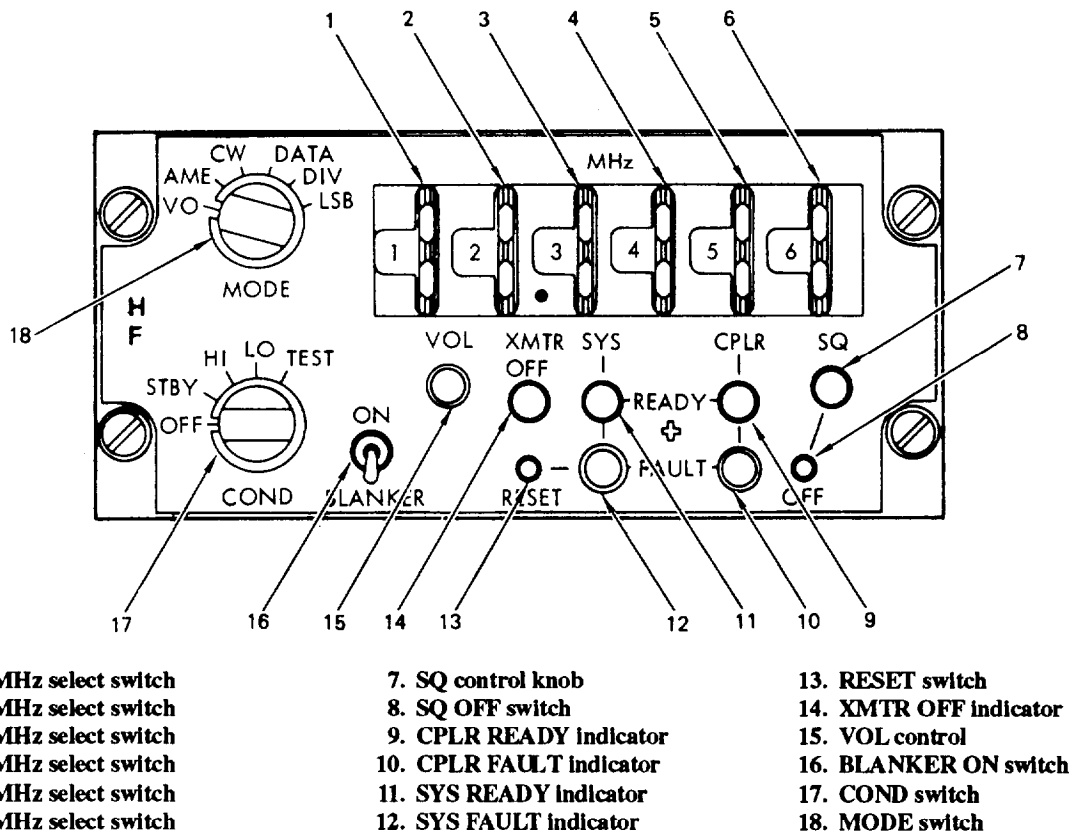 1 2 3 4 5 6
MHz
CW DATA
AME DIV
VO LSB
1 2 3 4 5 6
MODE
7
HF
18
8
VOL XMTR OFF SYS CPLR SQ
LO
HI TEST
STBY
OFF
READY
ON
FAULT
COND BLANKER RESET OFF
17 16 15 14 13 12 11 10 9
MHz select switch
MHz select switch
MHz select switch
MHz select switch
MHz select switch
MHz select switch
7. SQ control knob
8. SQ OFF switch
9. CPLR READY indicator
10. CPLR FAULT indicator
11. SYS READY indicator
12. SYS FAULT indicator
13. RESET switch
14. XMTR OFF indicator
15. VOL control
16. BLANKER ON switch
17. COND switch
18. MODE switch